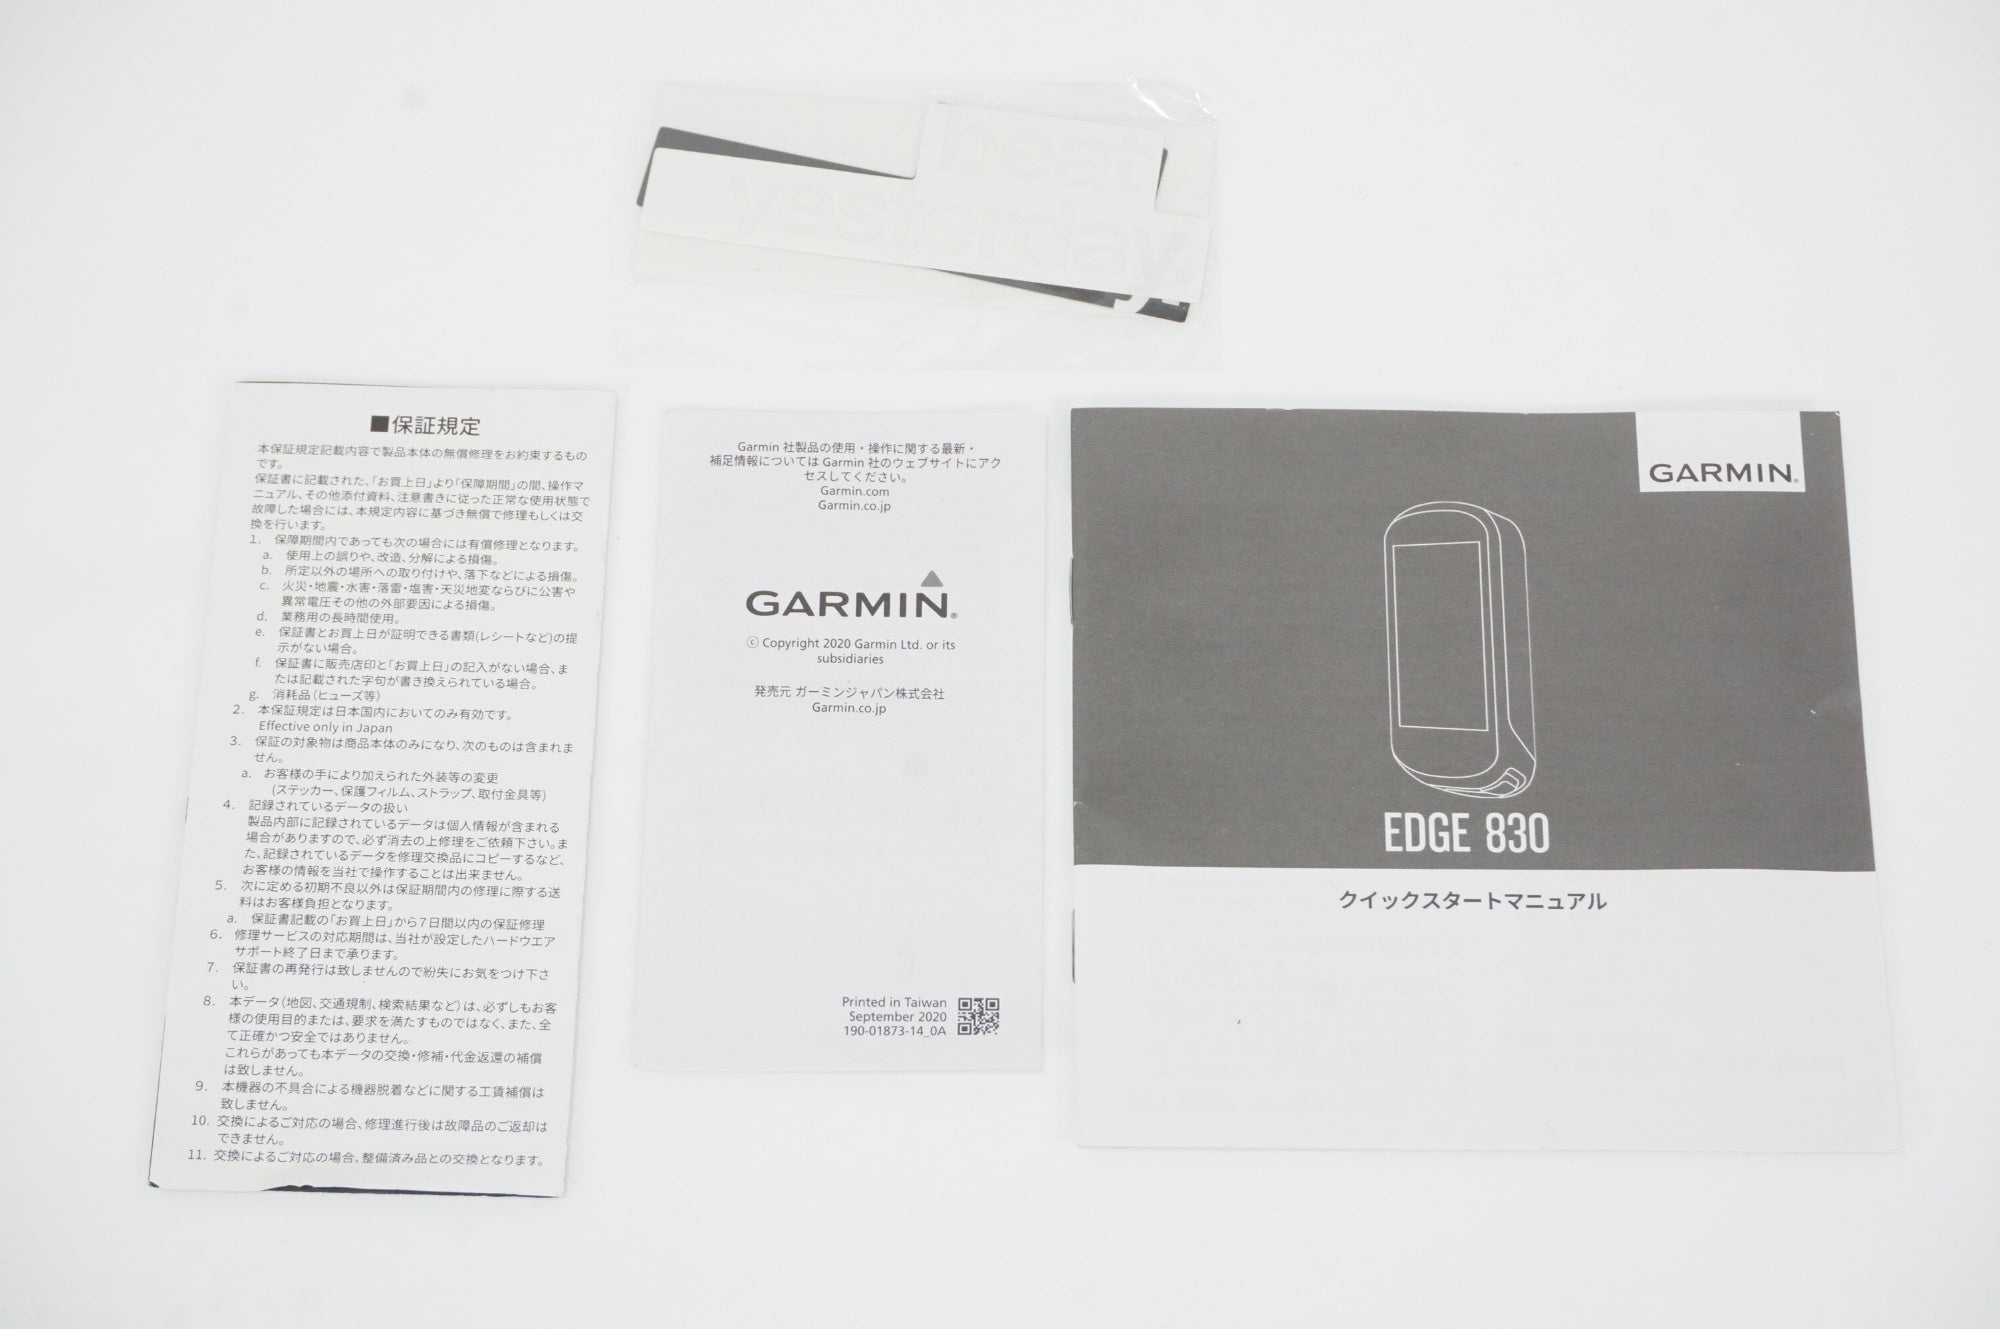 beat
yesterday.
y.
■保証規定
本保証規定記載内容で製品本体の無償修理をお約束するもの
です。
保証書に記載された、「お買上日」より「保障期間」の間、操作マ
ニュアル、その他添付資料、注意書きに従った正常な使用状態で
故障した場合には、本規定内容に基づき無償で修理もしくは交
換を行います。
1. 保障期間内であっても次の場合には有償修理となります。
a. 使用上の誤りや、改造、分解による損傷。
b. 所定以外の場所への取り付けや、落下などによる損傷。
c. 火災・地震・水害・落雷・塩害・天災地変ならびに公害や
異常電圧その他の外部要因による損傷。
d. 業務用の長時間使用。
e. 保証書とお買上日が証明できる書類(レシートなど)の提
示がない場合。
f. 保証書に販売店印と「お買上日」の記入がない場合、ま
たは記載された字句が書き換えられている場合。
g. 消耗品(ヒューズ等)
2. 本保証規定は日本国内においてのみ有効です。
Effective only in Japan
3. 保証の対象物は商品本体のみになり、次のものは含まれま
せん。
a. お客様の手により加えられた外装等の変更
(ステッカー、保護フィルム、ストラップ、取付金具等)
4. 記録されているデータの扱い
製品内部に記録されているデータは個人情報が含まれる
場合がありますので、必ず消去の上修理をご依頼下さい。ま
た、記録されているデータを修理交換品にコピーするなど、
お客様の情報を当社で操作することは出来ません。
5. 次に定める初期不良以外は保証期間内の修理に際する送
料はお客様負担となります。
a. 保証書記載の「お買上日」から7日間以内の保証修理
6. 修理サービスの対応期間は、当社が設定したハードウエア
サポート終了日まで承ります。
7. 保証書の再発行は致しませんので紛失にお気をつけ下さ
い。
8. 本データ(地図、交通規制、検索結果など)は、必ずしもお客
様の使用目的または、要求を満たすものではなく、また、全
て正確かつ安全ではありません。
これらがあっても本データの交換・修補・代金返還の補償
は致しません。
9. 本機器の不具合による機器脱着などに関する工賃補償は
致しません。
10. 交換によるご対応の場合、修理進行後は故障品のご返却は
できません。
11. 交換によるご対応の場合、整備済み品との交換となります。
Garmin 社製品の使用・操作に関する最新・
補足情報については Garmin 社のウェブサイトにアク
セスしてください。
Garmin.com
Garmin.co.jp
GARMIN®
© Copyright 2020 Garmin Ltd. or its
subsidiaries
発売元 ガーミンジャパン株式会社
Garmin.co.jp
Printed in Taiwan
September 2020
190-01873-14_0A
GARMIN®
EDGE 830
クイックスタートマニュアル